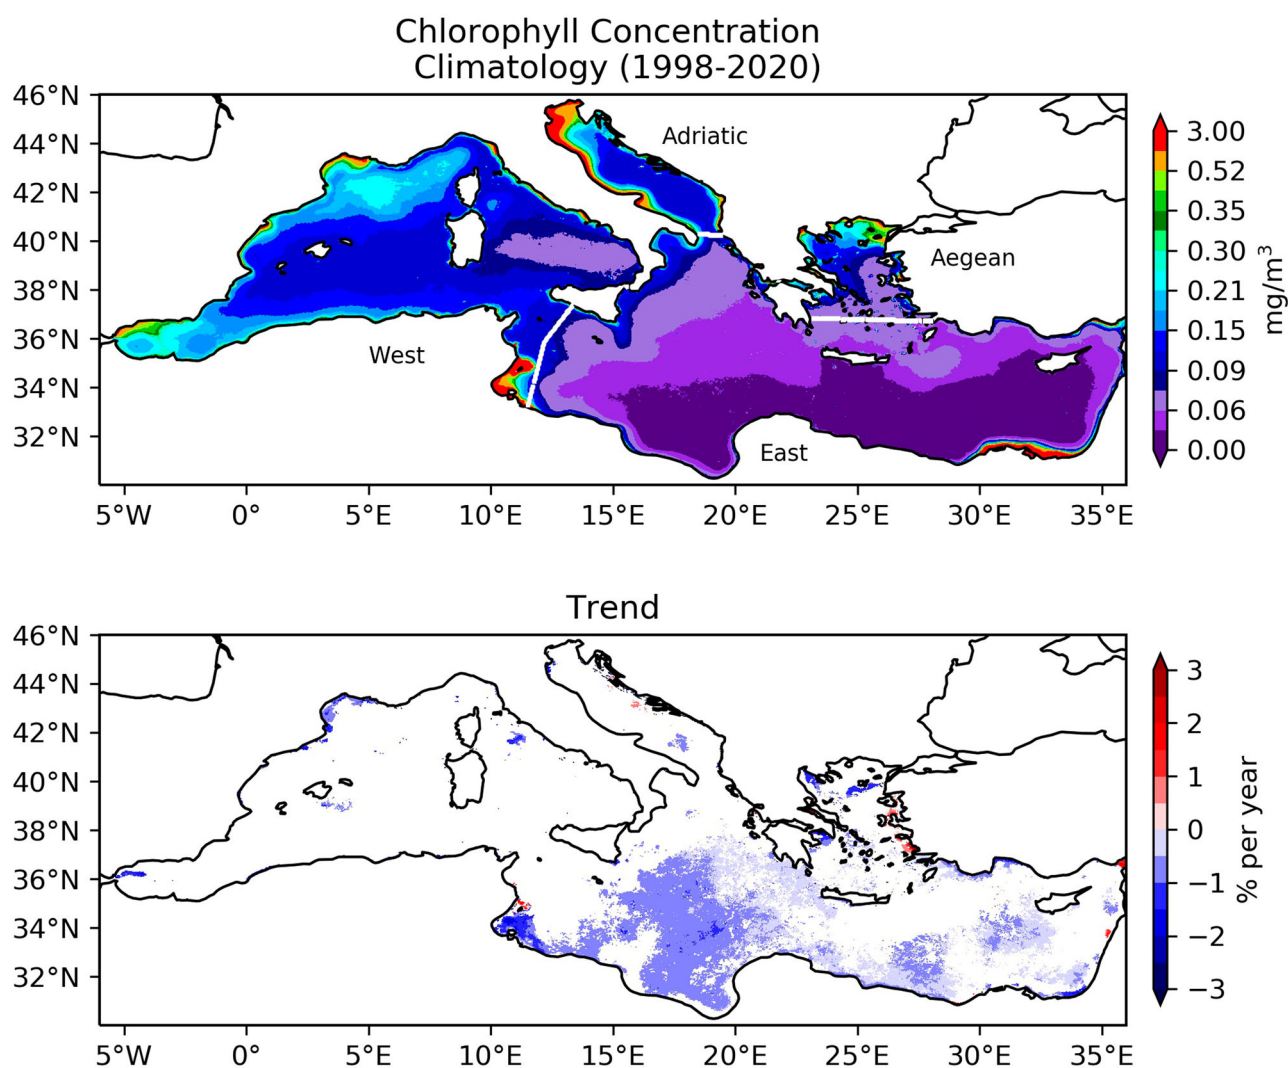 Chlorophyll Concentration
Climatology (1998-2020)
46°N
44°N
42°N
40°N
38°N
36°N
34°N
32°N
Adriatic
Aegean
West
East
5°W 0° 5°E 10°E 15°E 20°E 25°E 30°E 35°E
3.00
0.52
0.35
0.30
0.21
0.15
0.09
0.06
0.00
mg/m³
Trend
46°N
44°N
42°N
40°N
38°N
36°N
34°N
32°N
5°W 0° 5°E 10°E 15°E 20°E 25°E 30°E 35°E
3
2
1
0
−1
−2
−3
% per year